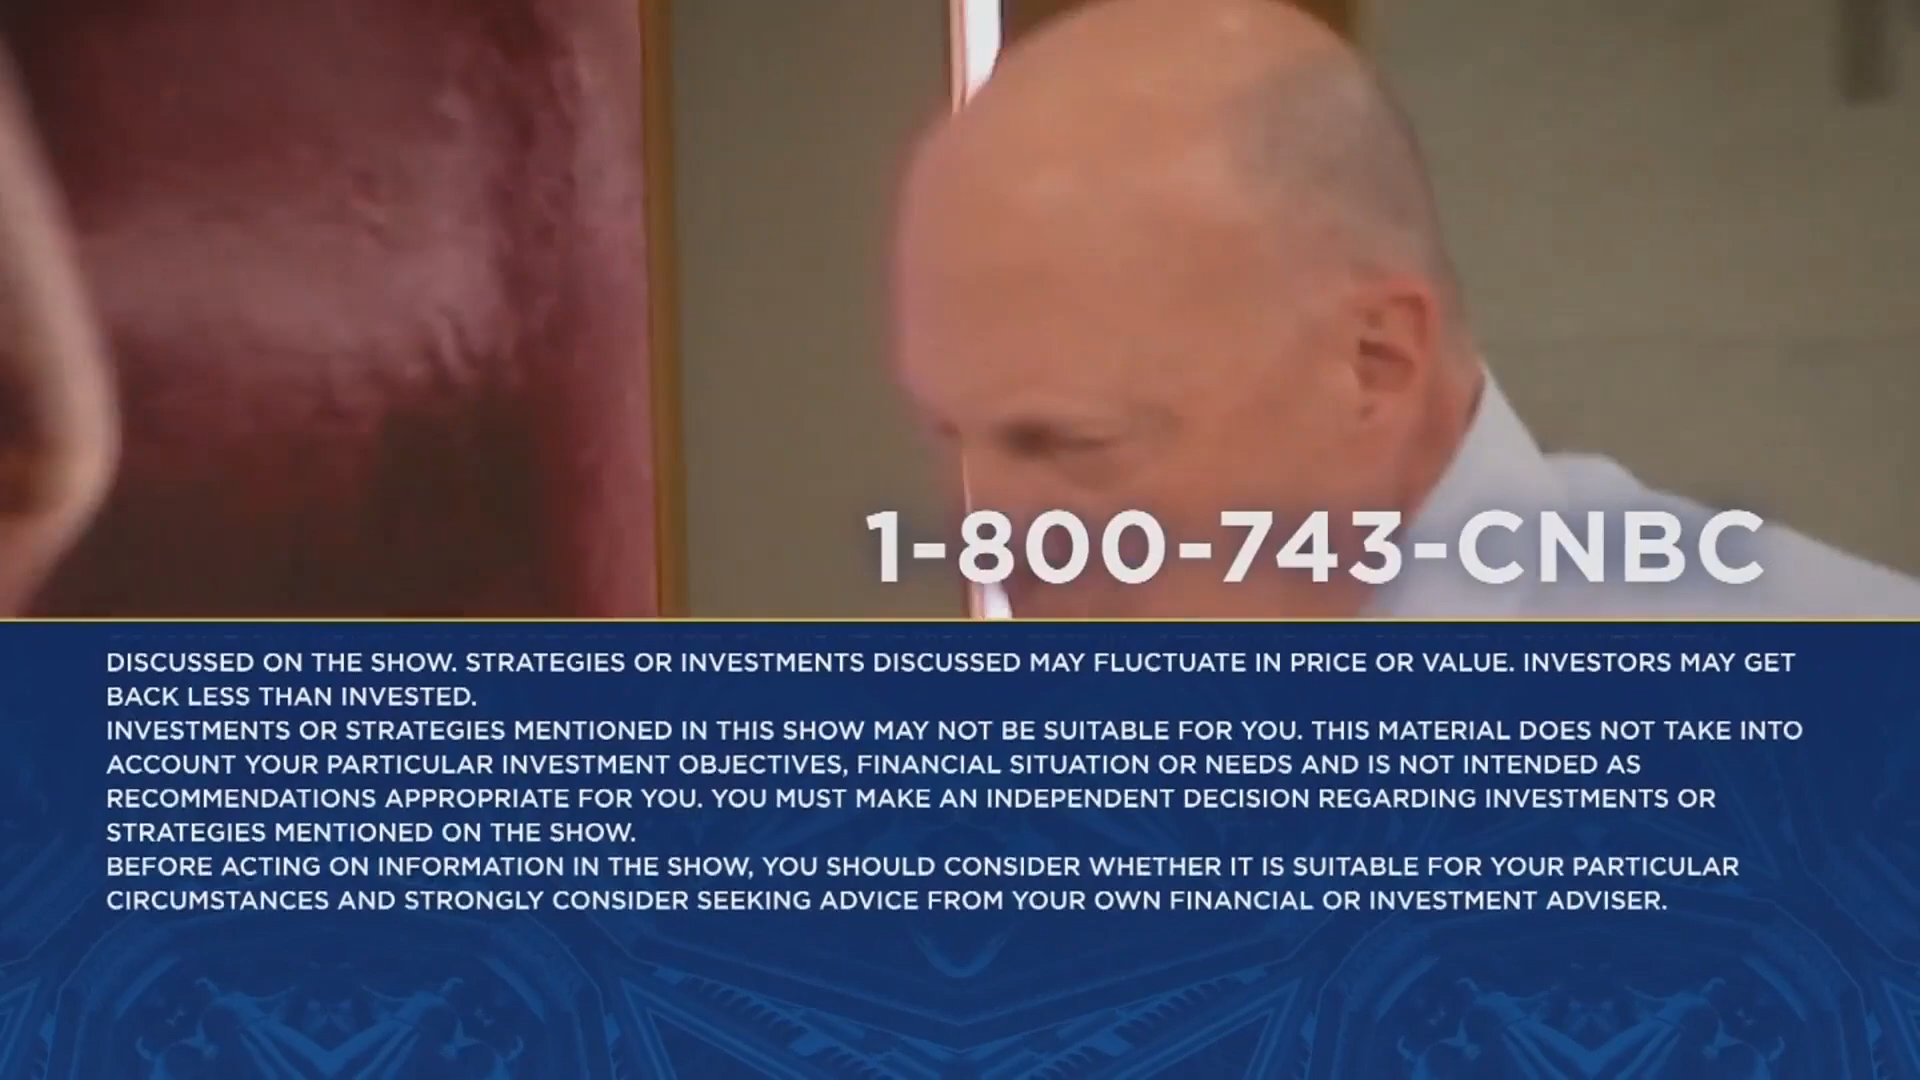 1-800-743-CNBC
DISCUSSED ON THE SHOW. STRATEGIES OR INVESTMENTS DISCUSSED MAY FLUCTUATE IN PRICE OR VALUE. INVESTORS MAY GET
BACK LESS THAN INVESTED.
INVESTMENTS OR STRATEGIES MENTIONED IN THIS SHOW MAY NOT BE SUITABLE FOR YOU. THIS MATERIAL DOES NOT TAKE INTO
ACCOUNT YOUR PARTICULAR INVESTMENT OBJECTIVES, FINANCIAL SITUATION OR NEEDS AND IS NOT INTENDED AS
RECOMMENDATIONS APPROPRIATE FOR YOU. YOU MUST MAKE AN INDEPENDENT DECISION REGARDING INVESTMENTS OR
STRATEGIES MENTIONED ON THE SHOW.
BEFORE ACTING ON INFORMATION IN THE SHOW, YOU SHOULD CONSIDER WHETHER IT IS SUITABLE FOR YOUR PARTICULAR
CIRCUMSTANCES AND STRONGLY CONSIDER SEEKING ADVICE FROM YOUR OWN FINANCIAL OR INVESTMENT ADVISER.